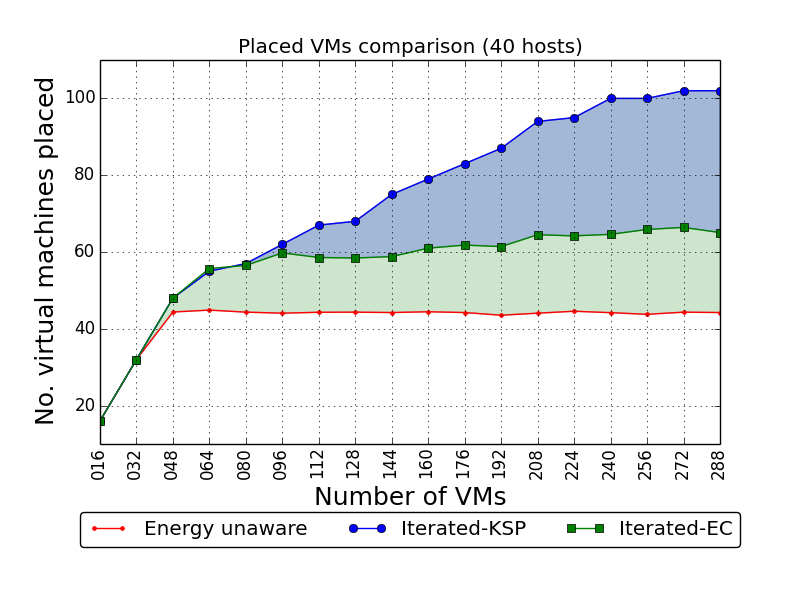 Placed VMs comparison (40 hosts)
No. virtual machines placed
100
80
60
40
20
016 032 048 064 080 096 112 128 144 160 176 192 208 224 240 256 272 288
Number of VMs
Energy unaware Iterated-KSP Iterated-EC